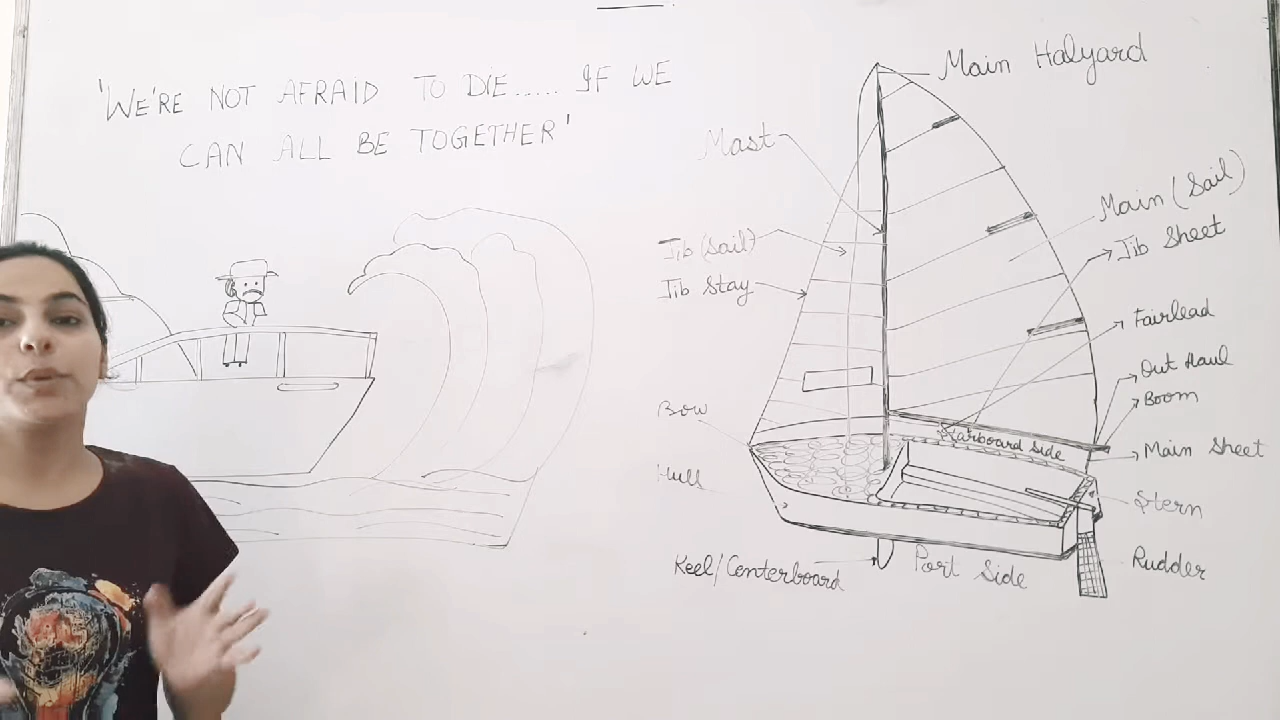 'WE'RE NOT AFRAID TO DIE..... IF WE
CAN ALL BE TOGETHER'
Main Halyard
Mast
Main (Sail)
Jib (Sail)
Jib Sheet
Jib Stay
Fairlead
Out Haul
Boom
Bow
Starboard Side
Main Sheet
Hull
Stern
Keel/Centerboard
Port Side
Rudder